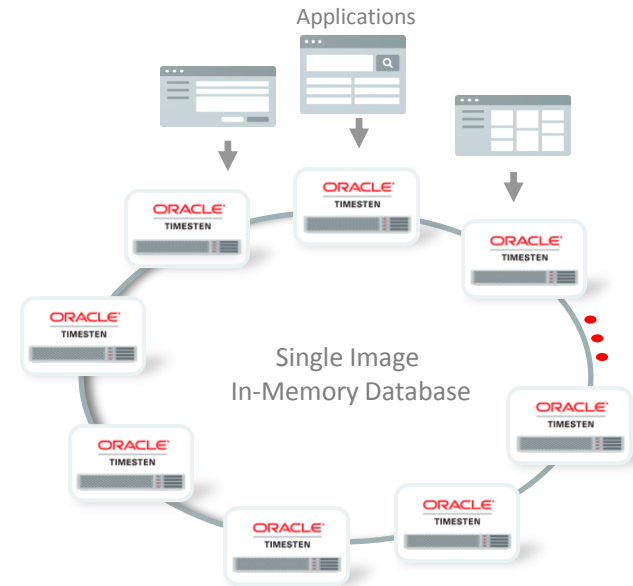 Applications
ORACLE®
TIMESTEN
ORACLE®
TIMESTEN
ORACLE®
TIMESTEN
ORACLE®
TIMESTEN
Single Image
In-Memory Database
ORACLE®
TIMESTEN
ORACLE®
TIMESTEN
ORACLE®
TIMESTEN
ORACLE®
TIMESTEN